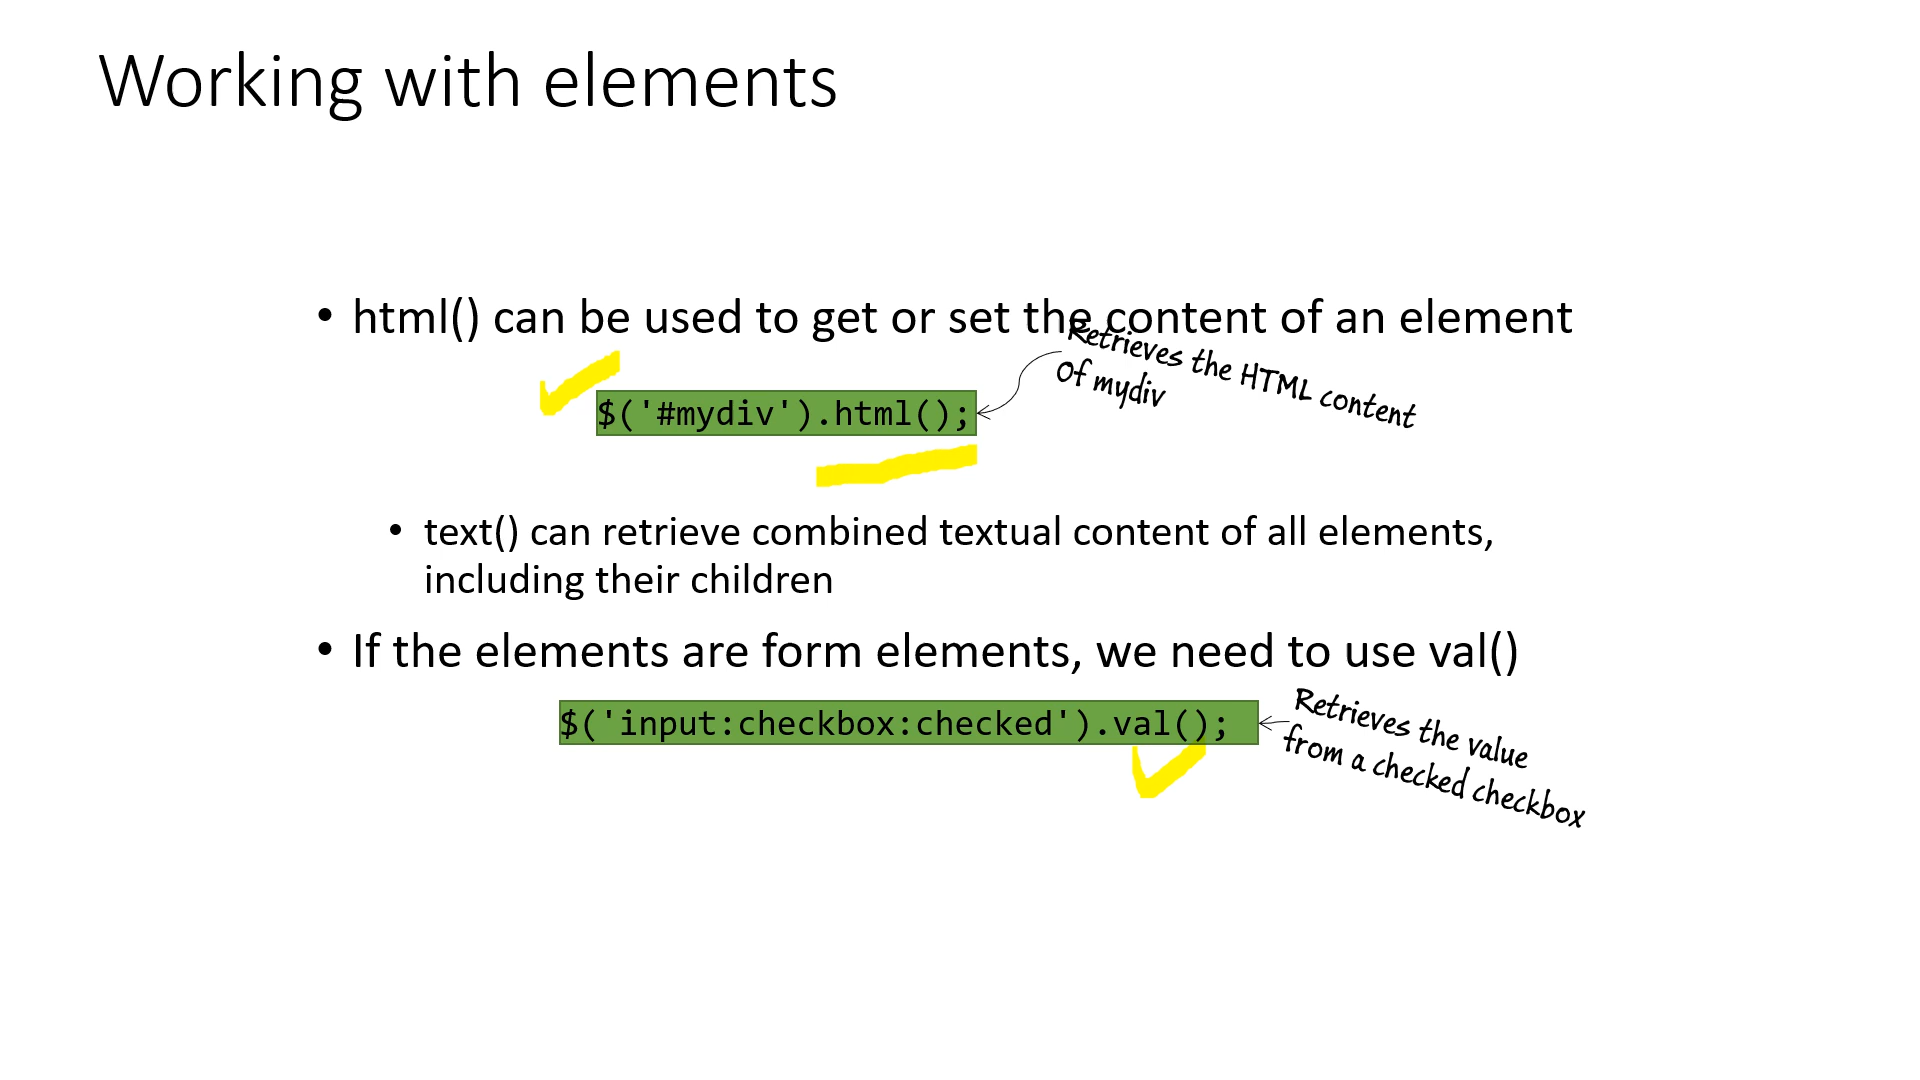 Working with elements
• html() can be used to get or set the content of an element
Retrieves the HTML content
Of mydiv
$('#mydiv').html();
• text() can retrieve combined textual content of all elements,
including their children
• If the elements are form elements, we need to use val()
$('input:checkbox:checked').val();
Retrieves the value
from a checked checkbox